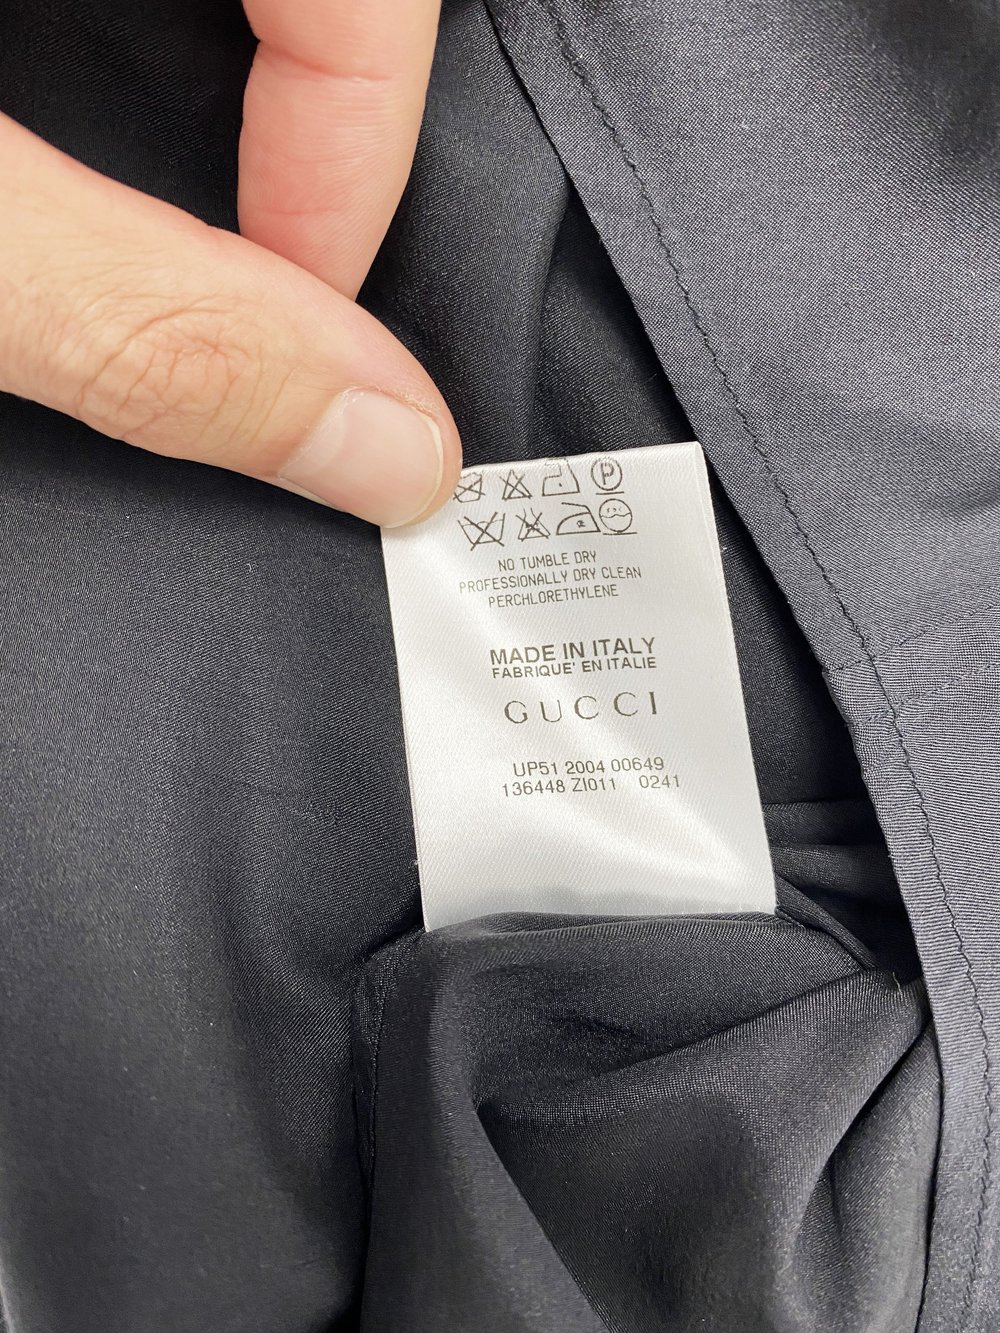 P
NO TUMBLE DRY
PROFESSIONALLY DRY CLEAN
PERCHLORETHYLENE
MADE IN ITALY
FABRIQUE' EN ITALIE
GUCCI
UP51 2004 00649
136448 ZI011 0241